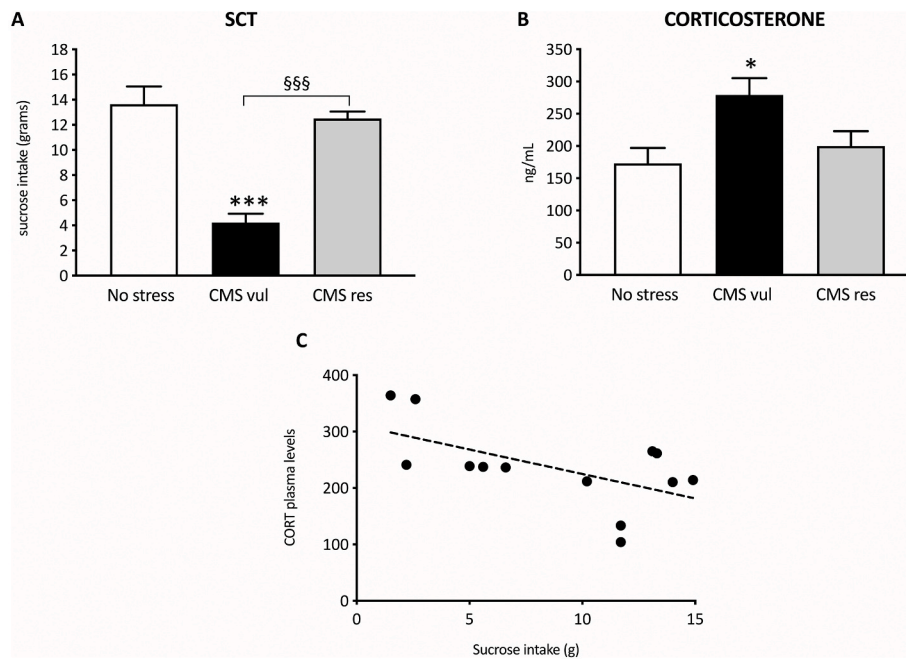 A
SCT
18
16
14
12
10
8
6
4
2
0
sucrose intake (grams)
***
§§§
No stress
CMS vul
CMS res
B
CORTICOSTERONE
350
300
250
200
150
100
50
0
ng/mL
*
No stress
CMS vul
CMS res
C
400
300
200
100
0
CORT plasma levels
0
5
10
15
Sucrose intake (g)